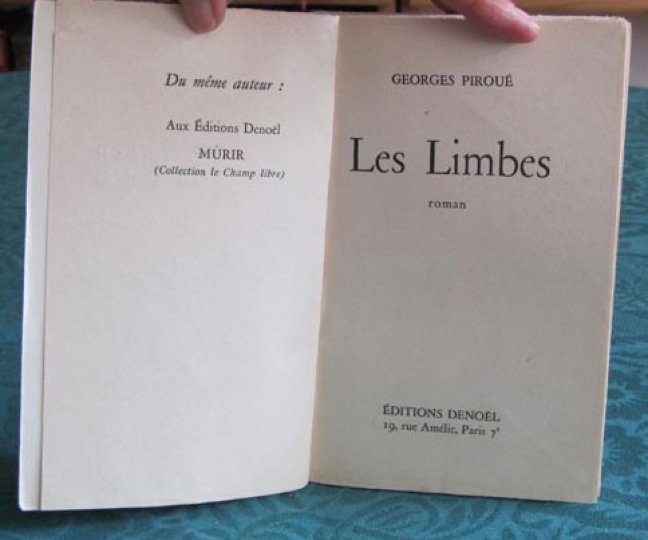 Du même auteur :
Aux Éditions Denoël
MÛRIR
(Collection le Champ libre)
GEORGES PIROUÉ
Les Limbes
roman
ÉDITIONS DENOËL
19, rue Amélie, Paris 7e